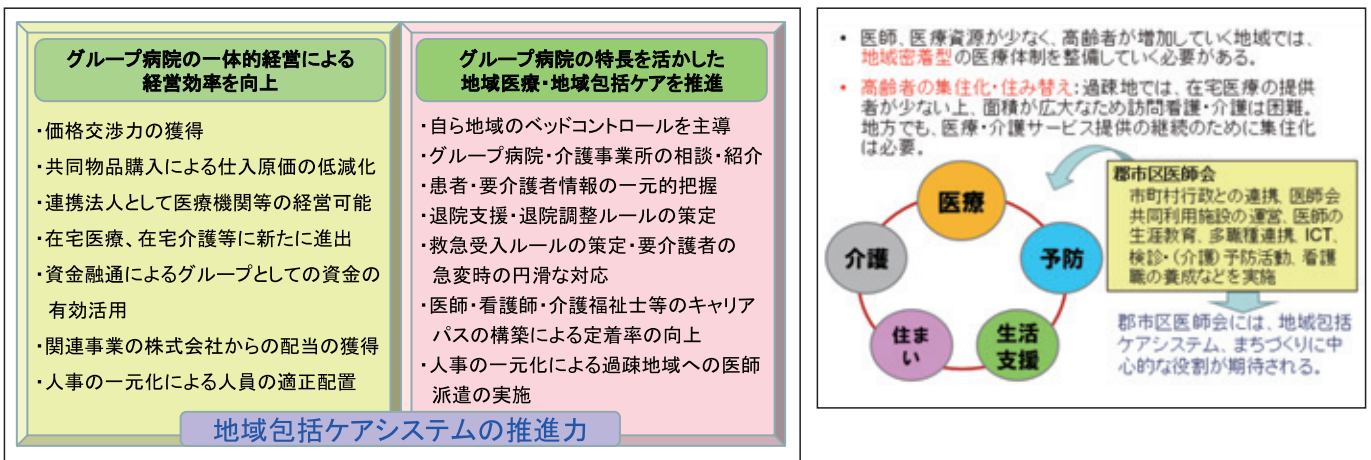 グループ病院の一体的経営による
経営効率を向上
・価格交渉力の獲得
・共同物品購入による仕入原価の低減化
・連携法人として医療機関等の経営可能
・在宅医療、在宅介護等に新たに進出
・資金融通によるグループとしての資金の
有効活用
・関連事業の株式会社からの配当の獲得
・人事の一元化による人員の適正配置
グループ病院の特長を活かした
地域医療・地域包括ケアを推進
・自ら地域のベッドコントロールを主導
・グループ病院・介護事業所の相談・紹介
・患者・要介護者情報の一元的把握
・退院支援・退院調整ルールの策定
・救急受入ルールの策定・要介護者の
急変時の円滑な対応
・医師・看護師・介護福祉士等のキャリア
パスの構築による定着率の向上
・人事の一元化による過疎地域への医師
派遣の実施
地域包括ケアシステムの推進力
• 医師、医療資源が少なく、高齢者が増加していく地域では、
地域密着型の医療体制を整備していく必要がある。
• 高齢者の集住化・住み替え:過疎地では、在宅医療の提供
者が少ない上、面積が広大なため訪問看護・介護は困難。
地方でも、医療・介護サービス提供の継続のために集住化
は必要。
医療
介護
予防
住ま
い
生活
支援
郡市区医師会
市町村行政との連携、医師会
共同利用施設の運営、医師の
生涯教育、多職種連携、ICT、
検診・(介護)予防活動、看護
職の養成などを実施
郡市区医師会には、地域包括
ケアシステム、まちづくりに中
心的な役割が期待される。